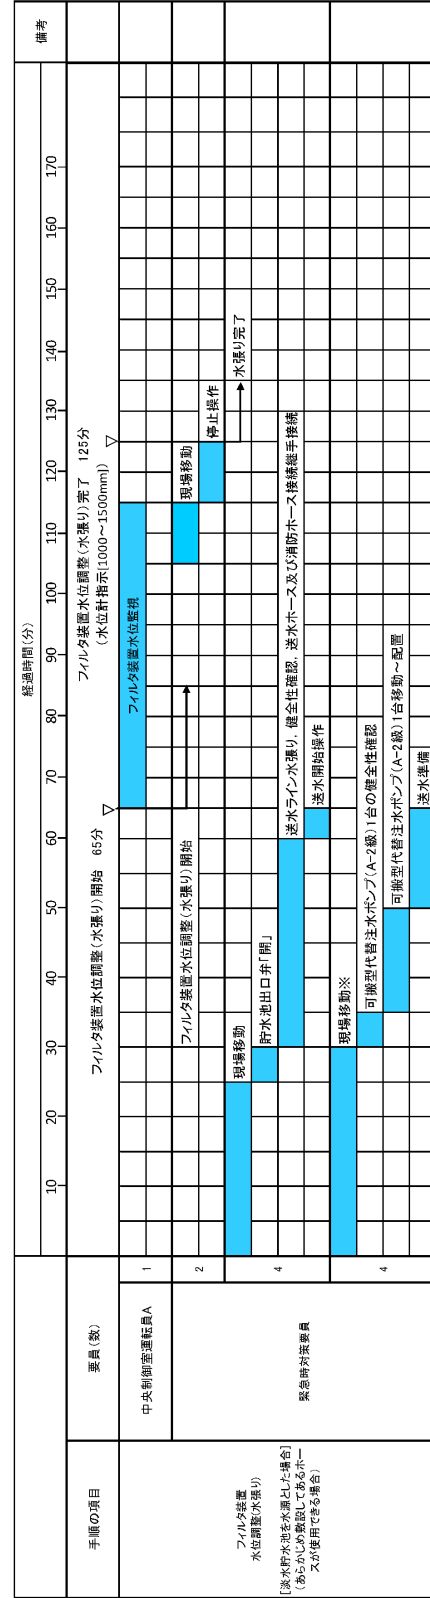 手順の項目
要員(数)
経過時間(分)
備考
10
20
30
40
50
60
70
80
90
100
110
120
130
140
150
160
170
フィルタ装置水位調整(水張り)開始 65分
フィルタ装置水位調整(水張り)完了 125分
(水位計指示[1000～1500mm])
フィルタ装置
水位調整(水張り)
[淡水貯水池を水源とした場合]
(あらかじめ敷設してあるホー
スが使用できる場合)
中央制御室運転員A
1
フィルタ装置水位監視
緊急時対策要員
2
フィルタ装置水位調整(水張り)開始
現場移動
停止操作
水張り完了
4
現場移動
貯水池出口弁「開」
送水ライン水張り，健全性確認，送水ホース及び消防ホース接続継手接続
送水開始操作
4
現場移動※
可搬型代替注水ポンプ(A-2級)1台の健全性確認
可搬型代替注水ポンプ(A-2級)1台移動～配置
送水準備